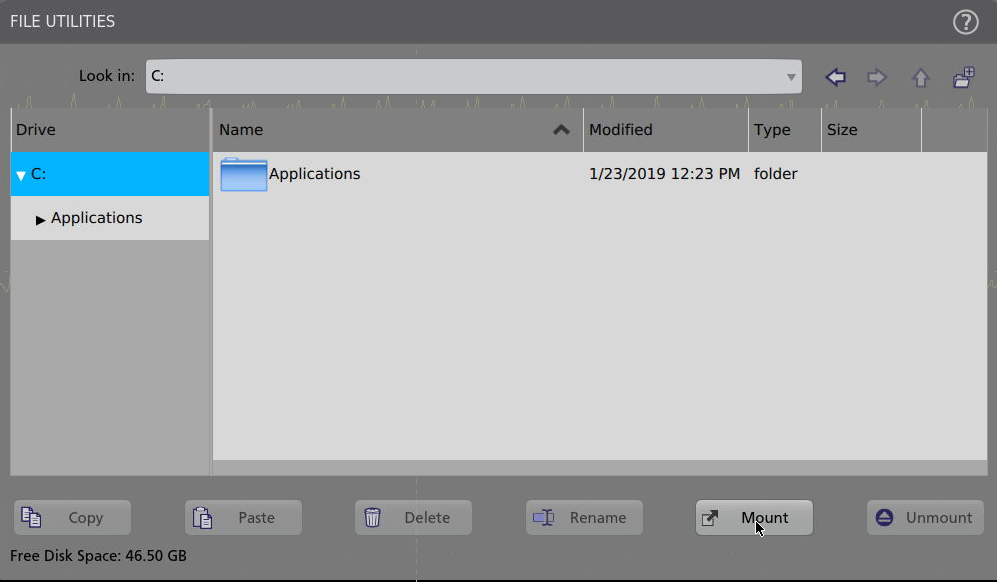 FILE UTILITIES ?
Look in: C:
Drive Name Modified Type Size
C: Applications 1/23/2019 12:23 PM folder
Applications
Copy Paste Delete Rename Mount Unmount
Free Disk Space: 46.50 GB